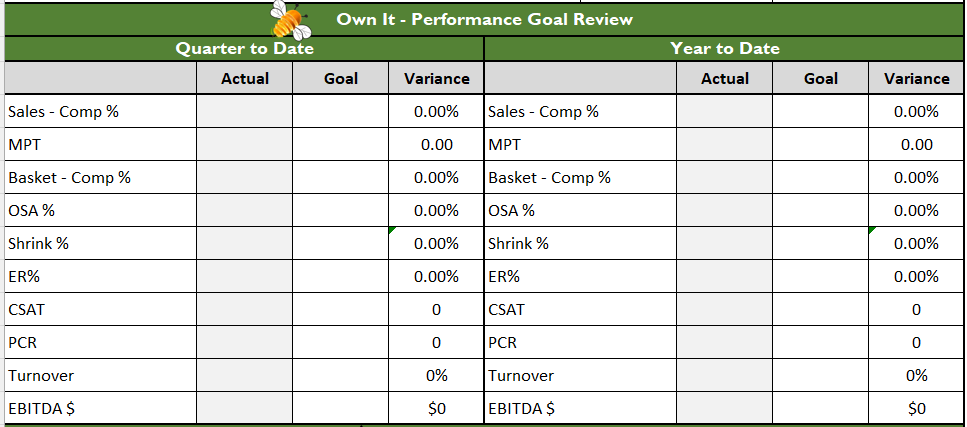 Own It - Performance Goal Review
Quarter to Date Year to Date
Actual Goal Variance Actual Goal Variance
Sales - Comp % 0.00% Sales - Comp % 0.00%
MPT 0.00 MPT 0.00
Basket - Comp % 0.00% Basket - Comp % 0.00%
OSA % 0.00% OSA % 0.00%
Shrink % 0.00% Shrink % 0.00%
ER% 0.00% ER% 0.00%
CSAT 0 CSAT 0
PCR 0 PCR 0
Turnover 0% Turnover 0%
EBITDA $ $0 EBITDA $ $0